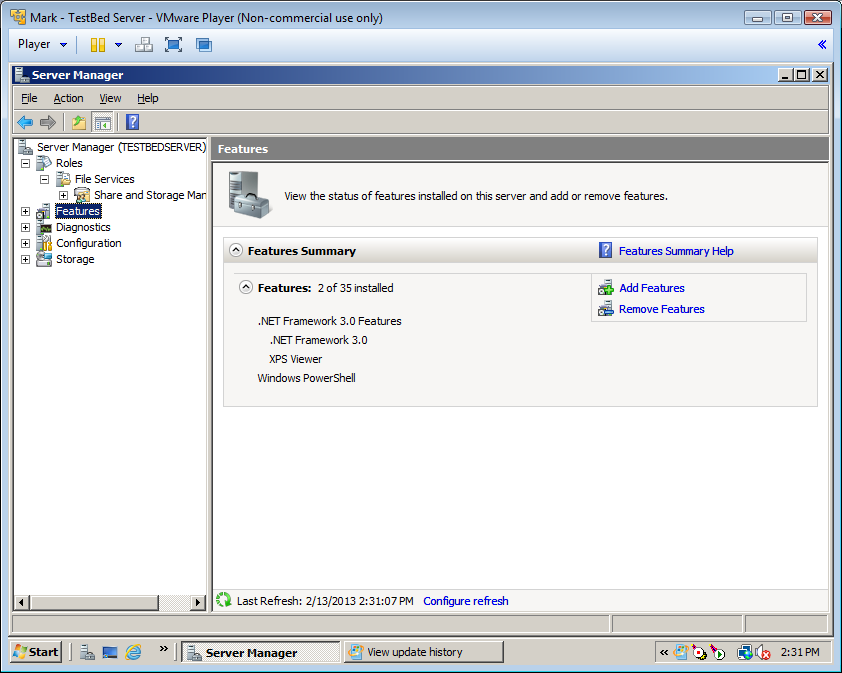 Mark - TestBed Server - VMware Player (Non-commercial use only)
Player
Server Manager
File Action View Help
Server Manager (TESTBEDSERVER)
Roles
File Services
Share and Storage Mar
Features
Diagnostics
Configuration
Storage
Features
View the status of features installed on this server and add or remove features.
Features Summary
Features Summary Help
Features: 2 of 35 installed
Add Features
Remove Features
.NET Framework 3.0 Features
.NET Framework 3.0
XPS Viewer
Windows PowerShell
Last Refresh: 2/13/2013 2:31:07 PM Configure refresh
Start
Server Manager
View update history
2:31 PM